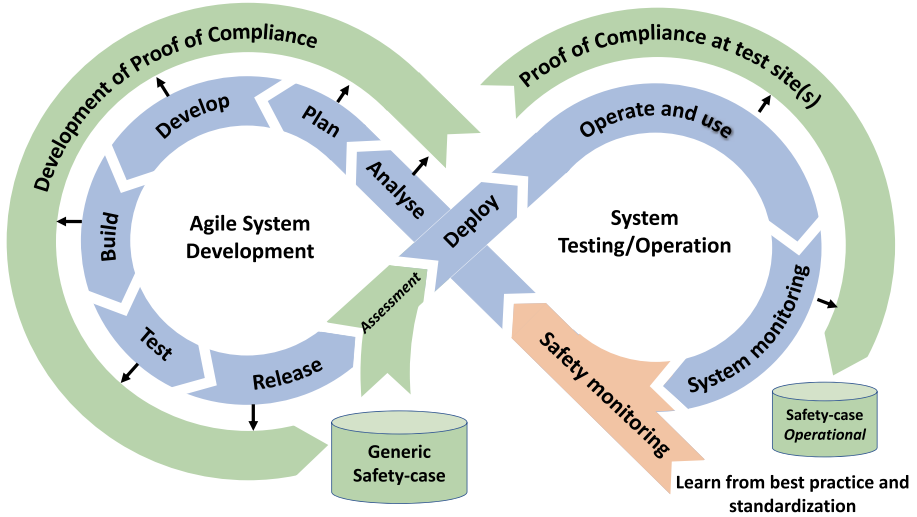 Development of Proof of Compliance
Proof of Compliance at test site(s)
Plan
Develop
Analyse
Build
Test
Release
Assessment
Deploy
Operate and use
System monitoring
Safety monitoring
Agile System
Development
System
Testing/Operation
Generic
Safety-case
Safety-case
Operational
Learn from best practice and
standardization